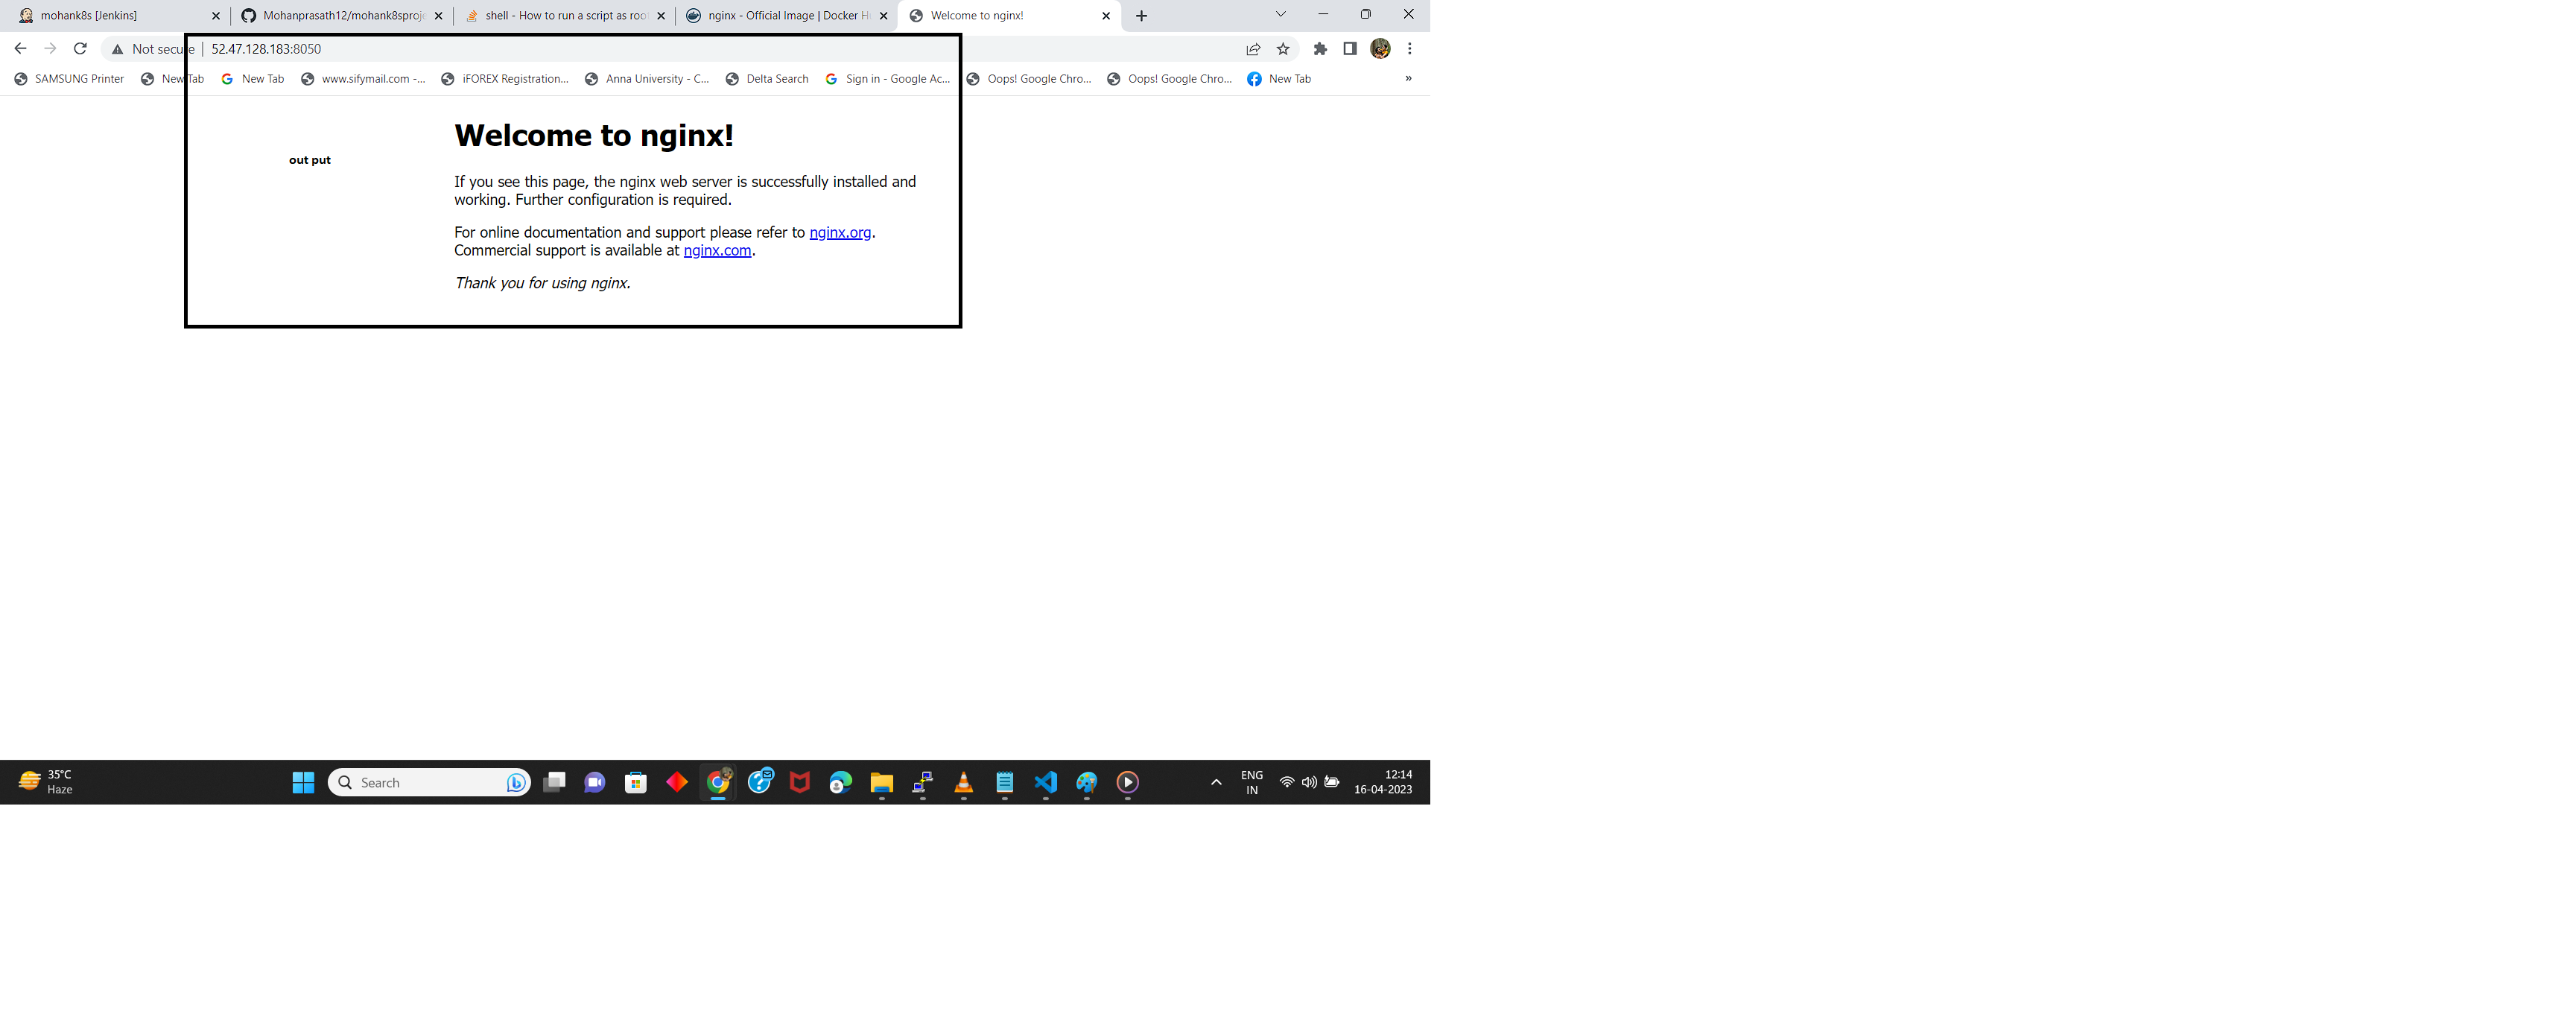 mohank8s [Jenkins]
Mohanprasath12/mohank8sproje
shell - How to run a script as roo
nginx - Official Image | Docker H
Welcome to nginx!
Not secure
52.47.128.183:8050
SAMSUNG Printer
New Tab
New Tab
www.sifymail.com -...
iFOREX Registration...
Anna University - C...
Delta Search
Sign in - Google Ac...
Oops! Google Chro...
Oops! Google Chro...
New Tab
»
out put
Welcome to nginx!
If you see this page, the nginx web server is successfully installed and
working. Further configuration is required.
For online documentation and support please refer to nginx.org.
Commercial support is available at nginx.com.
Thank you for using nginx.
35°C
Haze
Search
ENG
IN
12:14
16-04-2023